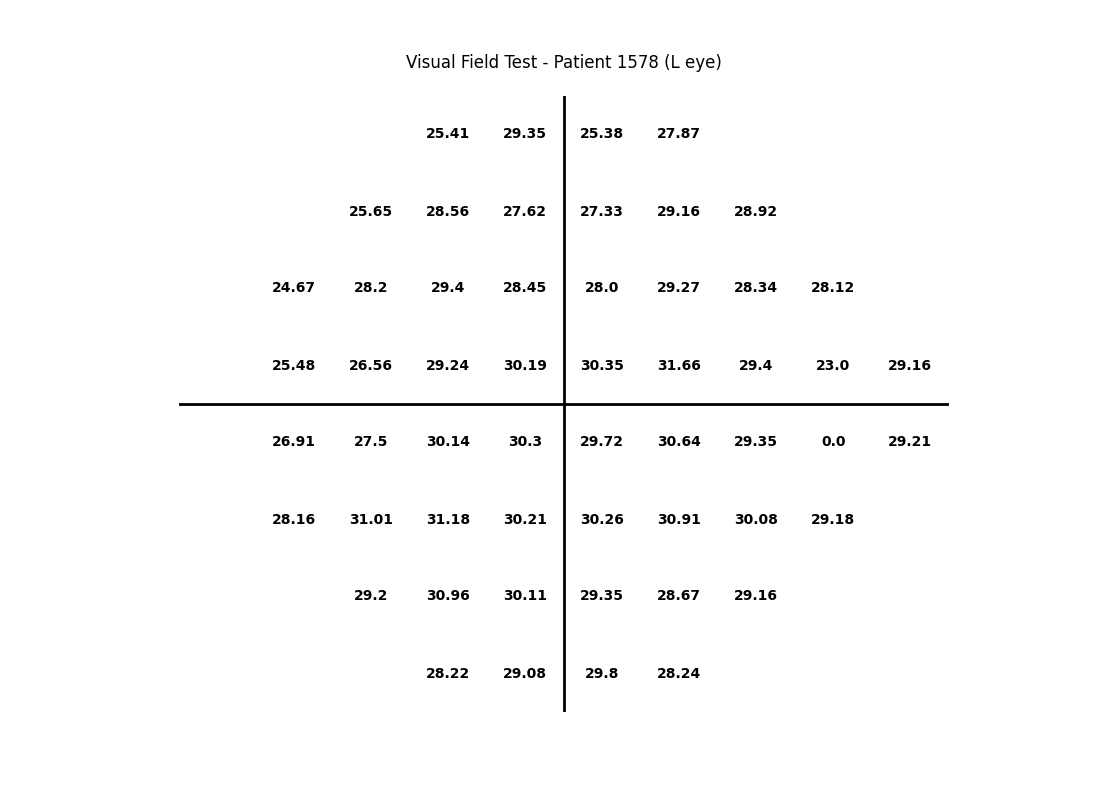 Visual Field Test - Patient 1578 (L eye)
25.41 29.35 25.38 27.87
25.65 28.56 27.62 27.33 29.16 28.92
24.67 28.2 29.4 28.45 28.0 29.27 28.34 28.12
25.48 26.56 29.24 30.19 30.35 31.66 29.4 23.0 29.16
26.91 27.5 30.14 30.3 29.72 30.64 29.35 0.0 29.21
28.16 31.01 31.18 30.21 30.26 30.91 30.08 29.18
29.2 30.96 30.11 29.35 28.67 29.16
28.22 29.08 29.8 28.24